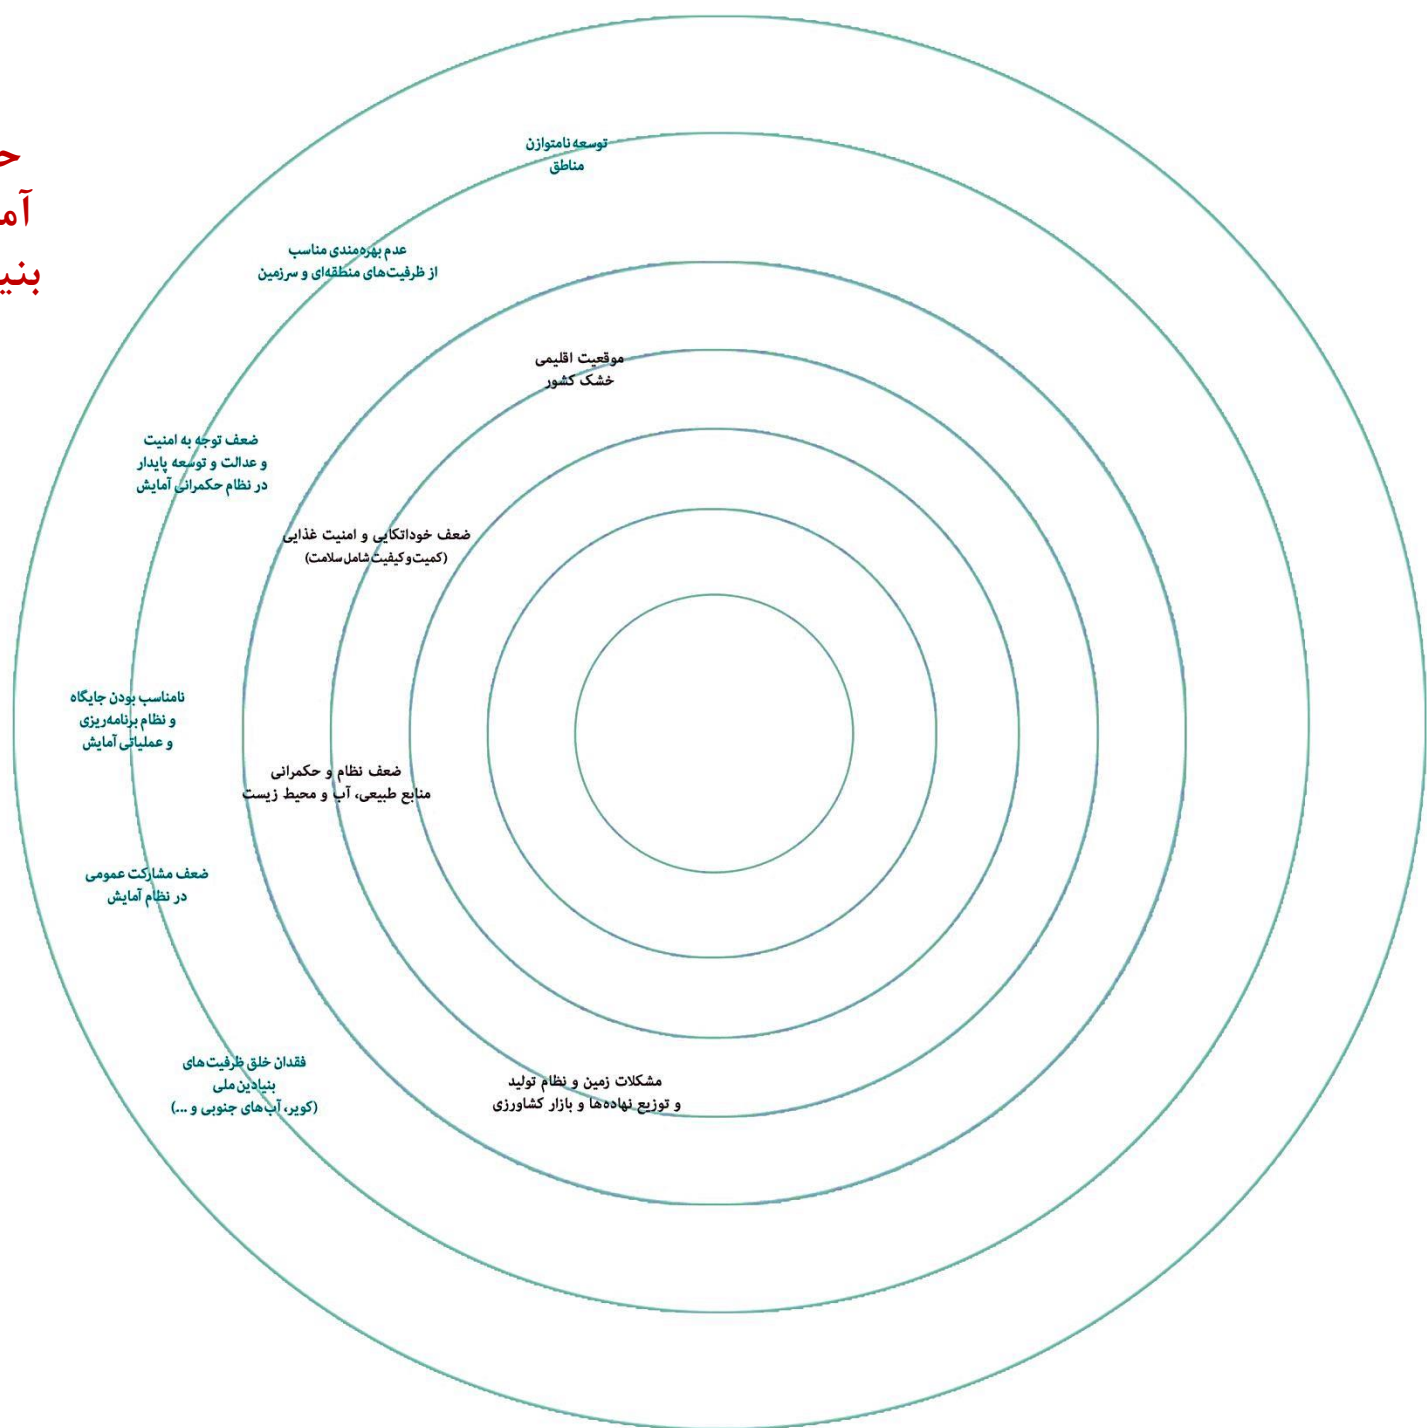 توسعه نامتوازن
مناطق
عدم بهره‌مندی مناسب
از ظرفیت‌های منطقه‌ای و سرزمین
موقعیت اقلیمی
خشک کشور
ضعف توجه به امنیت
و عدالت و توسعه پایدار
در نظام حکمرانی آمایش
ضعف خوداتکایی و امنیت غذایی
(کمیت و کیفیت شامل سلامت)
نامناسب بودن جایگاه
و نظام برنامه‌ریزی
و عملیاتی آمایش
ضعف نظام و حکمرانی
منابع طبیعی، آب و محیط زیست
ضعف مشارکت عمومی
در نظام آمایش
فقدان خلق ظرفیت‌های
بنیادین ملی
(کویر، آب‌های جنوبی و ...)
مشکلات زمین و نظام تولید
و توزیع نهاده‌ها و بازار کشاورزی